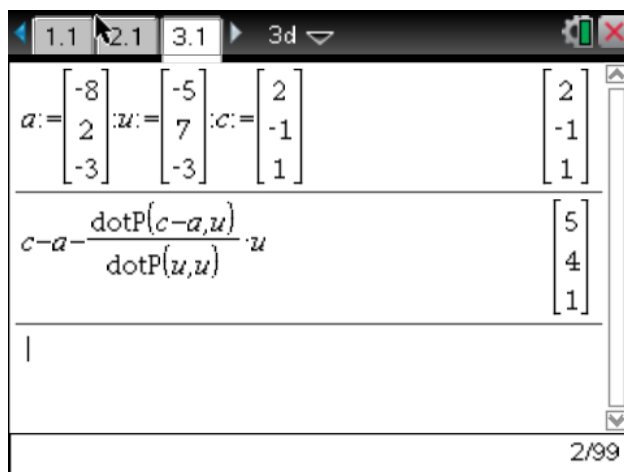 1.1 2.1 3.1 3d
a:=[-8 2 -3]:u:=[-5 7 -3]:c:=[2 -1 1] [2 -1 1]
c-a-dotP(c-a,u)/dotP(u,u)·u [5 4 1]
2/99